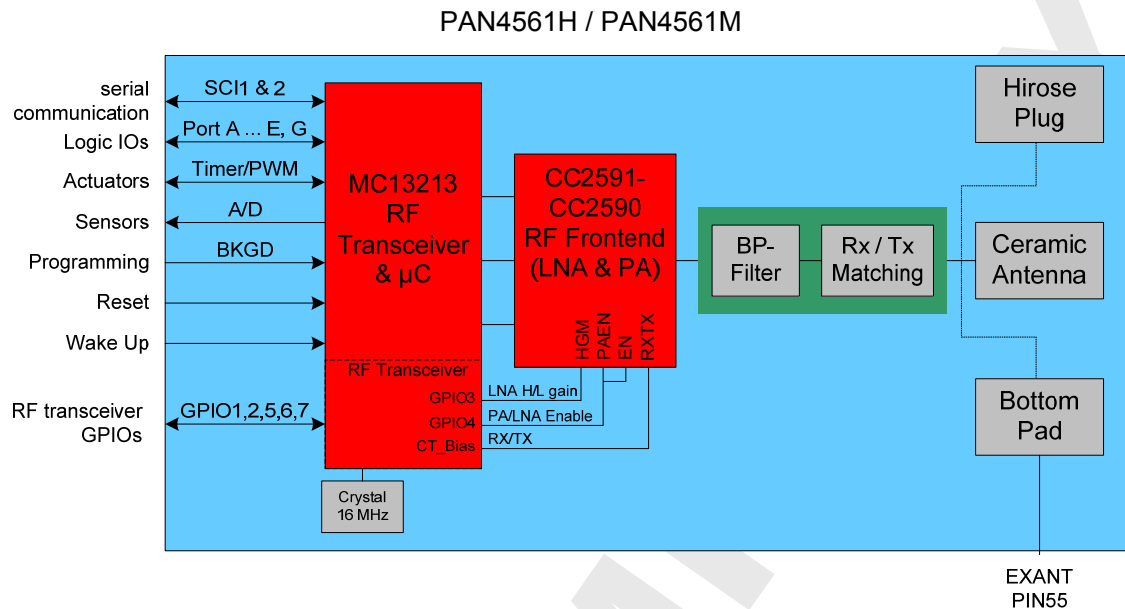 PAN4561H / PAN4561M
serial
communication
SCI1 & 2
Logic IOs
Port A ... E, G
Actuators
Timer/PWM
Sensors
A/D
Programming
BKGD
Reset
Wake Up
RF transceiver
GPIOs
GPIO1,2,5,6,7
MC13213
RF
Transceiver
& µC
RF Transceiver
GPIO3
GPIO4
CT_Bias
LNA H/L gain
PA/LNA Enable
RX/TX
Crystal
16 MHz
CC2591-
CC2590
RF Frontend
(LNA & PA)
HGM
PAEN
EN
RXTX
BP-
Filter
Rx / Tx
Matching
Hirose
Plug
Ceramic
Antenna
Bottom
Pad
EXANT
PIN55